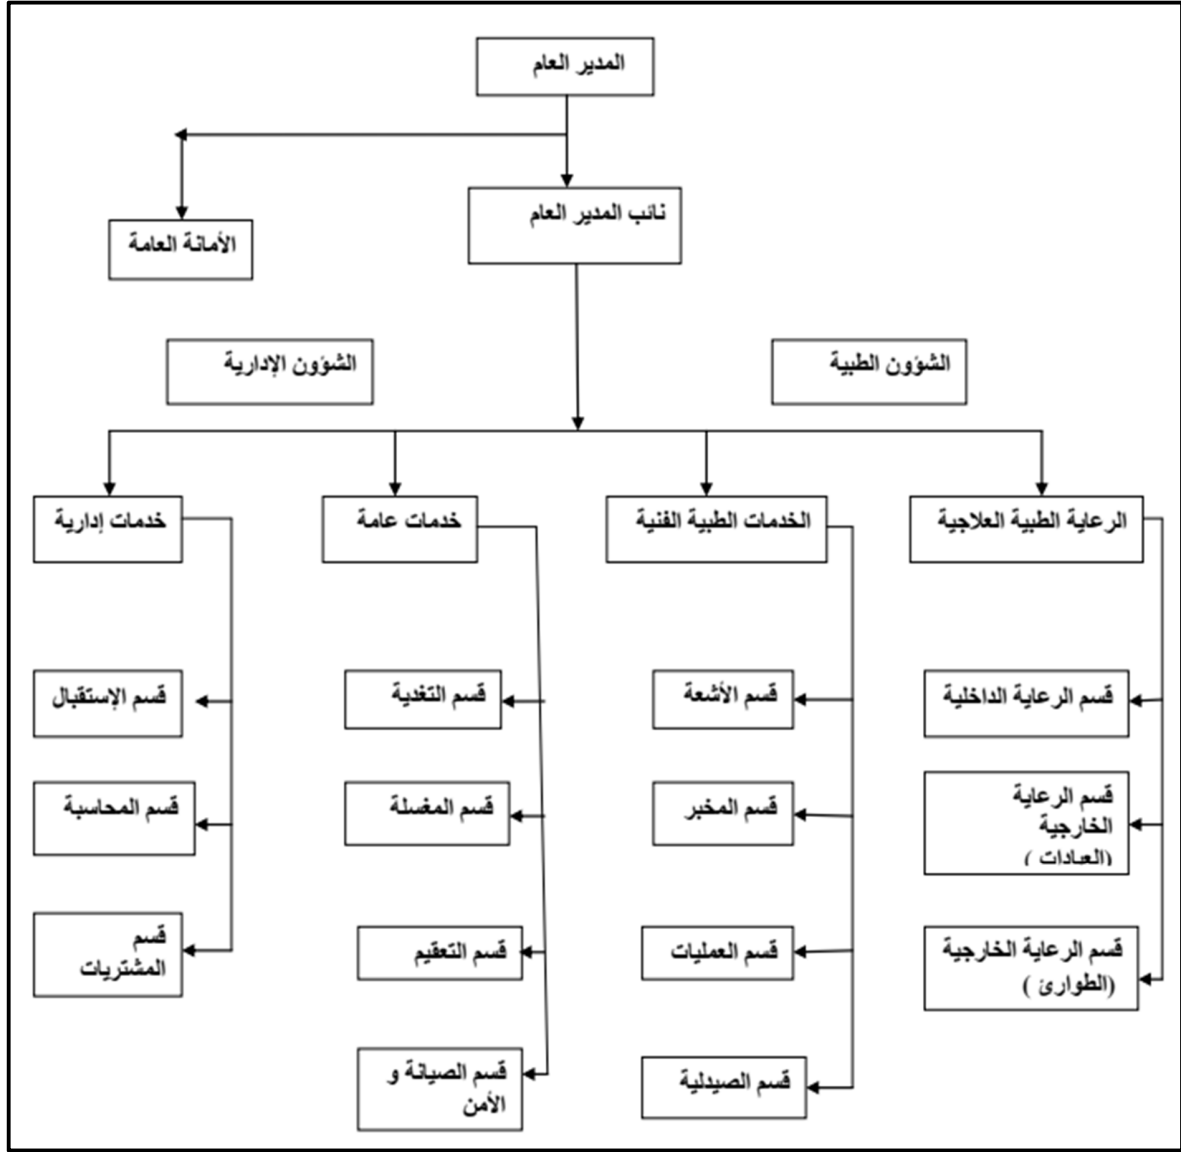 المدير العام
نائب المدير العام
الأمانة العامة
الشؤون الطبية
الشؤون الإدارية
الرعاية الطبية العلاجية
الخدمات الطبية الفنية
خدمات عامة
خدمات إدارية
قسم الرعاية الداخلية
قسم الأشعة
قسم التغدية
قسم الإستقبال
قسم الرعاية
الخارجية
(العيادات )
قسم المخبر
قسم المغسلة
قسم المحاسبة
قسم الرعاية الخارجية
(الطوارئ )
قسم العمليات
قسم التعقيم
قسم
المشتريات
قسم الصيدلية
قسم الصيانة و
الأمن